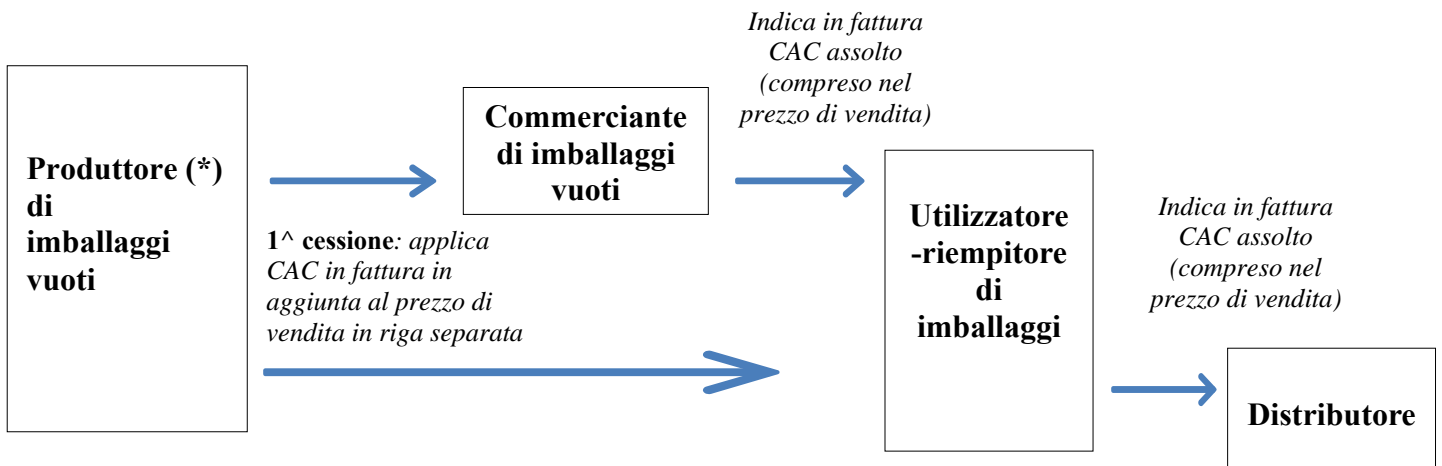 Produttore (*)
di
imballaggi
vuoti
1^ cessione: applica
CAC in fattura in
aggiunta al prezzo di
vendita in riga separata
Commerciante
di imballaggi
vuoti
Indica in fattura
CAC assolto
(compreso nel
prezzo di vendita)
Utilizzatore
-riempitore
di
imballaggi
Indica in fattura
CAC assolto
(compreso nel
prezzo di vendita)
Distributore